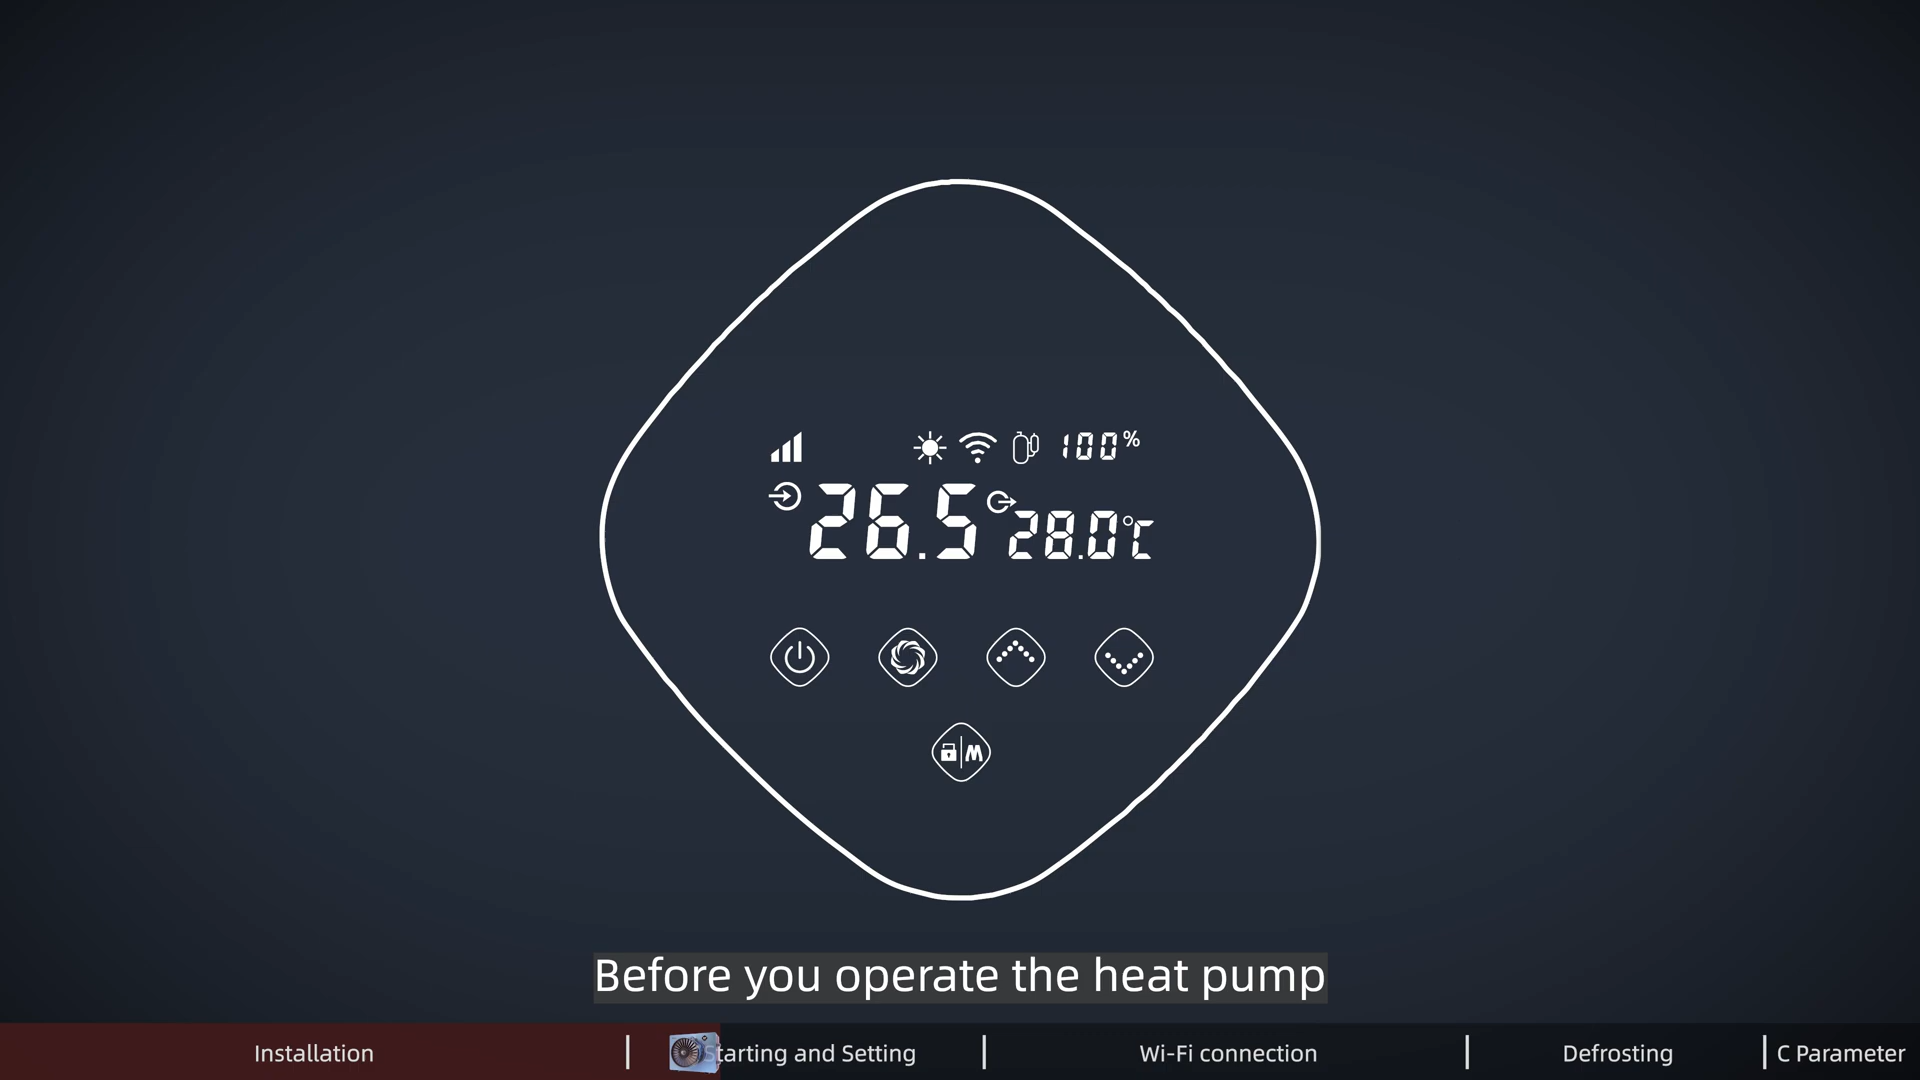 100%
26.5 28.0°C
M
Before you operate the heat pump
Installation
Starting and Setting
Wi-Fi connection
Defrosting
C Parameter